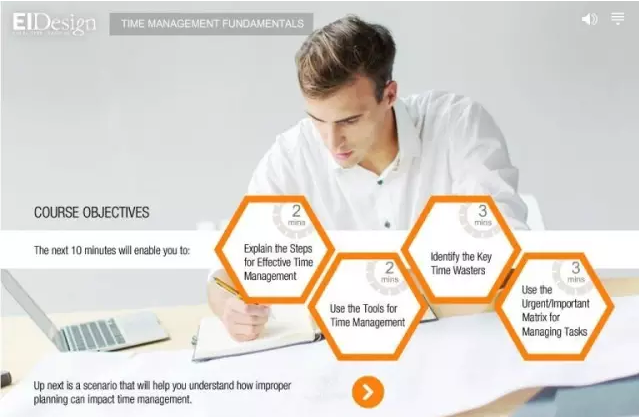 EIDesign
TIME MANAGEMENT FUNDAMENTALS
COURSE OBJECTIVES
The next 10 minutes will enable you to:
2
mins
Explain the Steps
for Effective Time
Management
2
mins
Use the Tools for
Time Management
3
mins
Identify the Key
Time Wasters
3
mins
Use the
Urgent/Important
Matrix for
Managing Tasks
Up next is a scenario that will help you understand how improper
planning can impact time management.